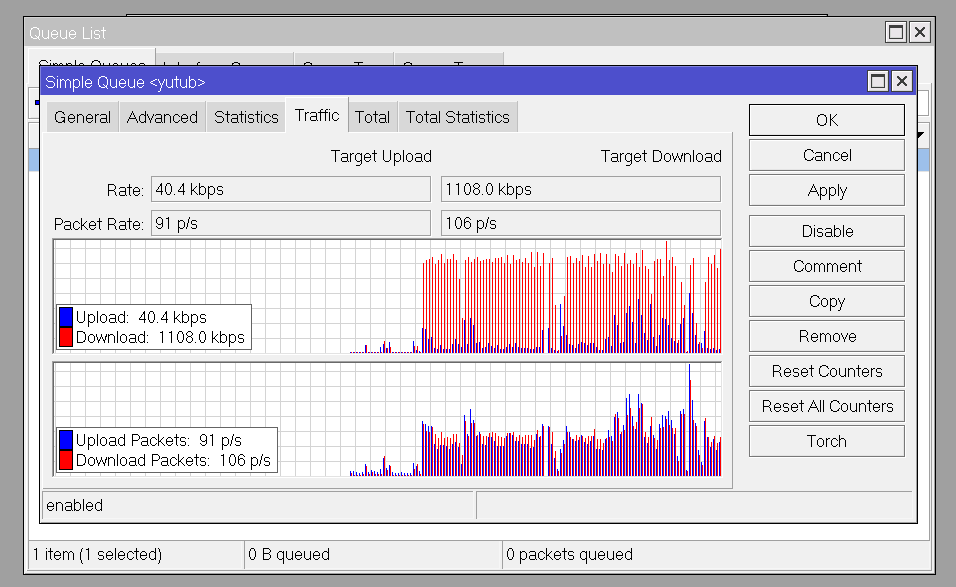 Queue List
Simple Queue <yutub>
General Advanced Statistics Traffic Total Total Statistics
Target Upload Target Download
Rate: 40.4 kbps 1108.0 kbps
Packet Rate: 91 p/s 106 p/s
Upload: 40.4 kbps
Download: 1108.0 kbps
Upload Packets: 91 p/s
Download Packets: 106 p/s
OK
Cancel
Apply
Disable
Comment
Copy
Remove
Reset Counters
Reset All Counters
Torch
enabled
1 item (1 selected) 0 B queued 0 packets queued